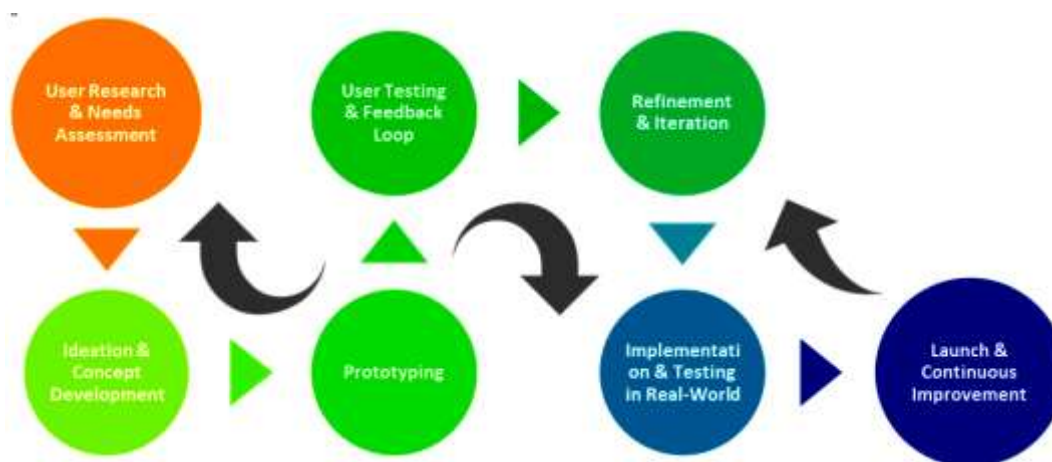 User Research
& Needs
Assessment
User Testing
& Feedback
Loop
Refinement
& Iteration
Ideation &
Concept
Development
Prototyping
Implementati
on & Testing
in Real-World
Launch &
Continuous
Improvement